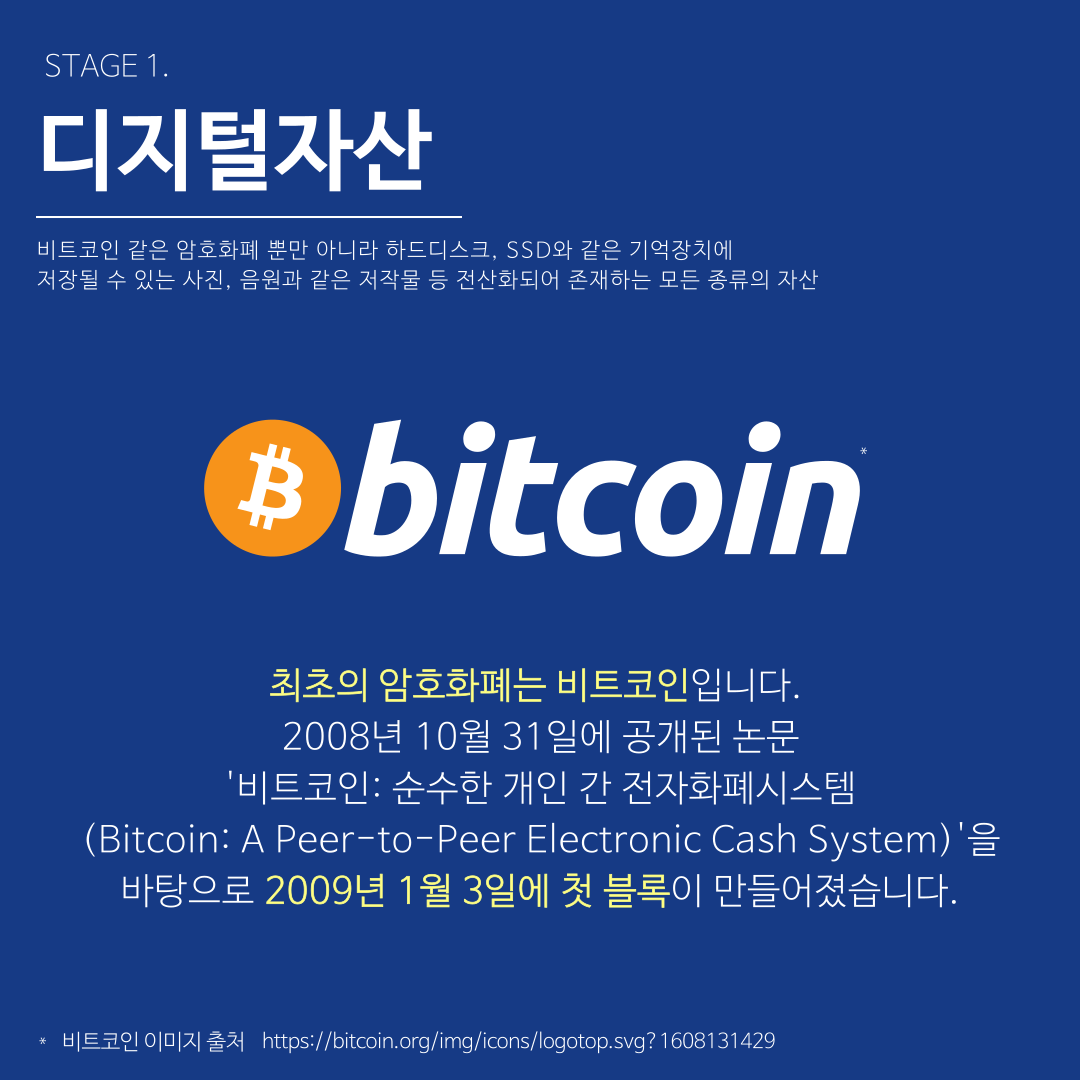 STAGE 1.
디지털자산
비트코인 같은 암호화폐 뿐만 아니라 하드디스크, SSD와 같은 기억장치에
저장될 수 있는 사진, 음원과 같은 저작물 등 전산화되어 존재하는 모든 종류의 자산
₿ bitcoin*
최초의 암호화폐는 비트코인입니다.
2008년 10월 31일에 공개된 논문
'비트코인: 순수한 개인 간 전자화폐시스템
(Bitcoin: A Peer-to-Peer Electronic Cash System)'을
바탕으로 2009년 1월 3일에 첫 블록이 만들어졌습니다.
* 비트코인 이미지 출처 https://bitcoin.org/img/icons/logotop.svg?1608131429